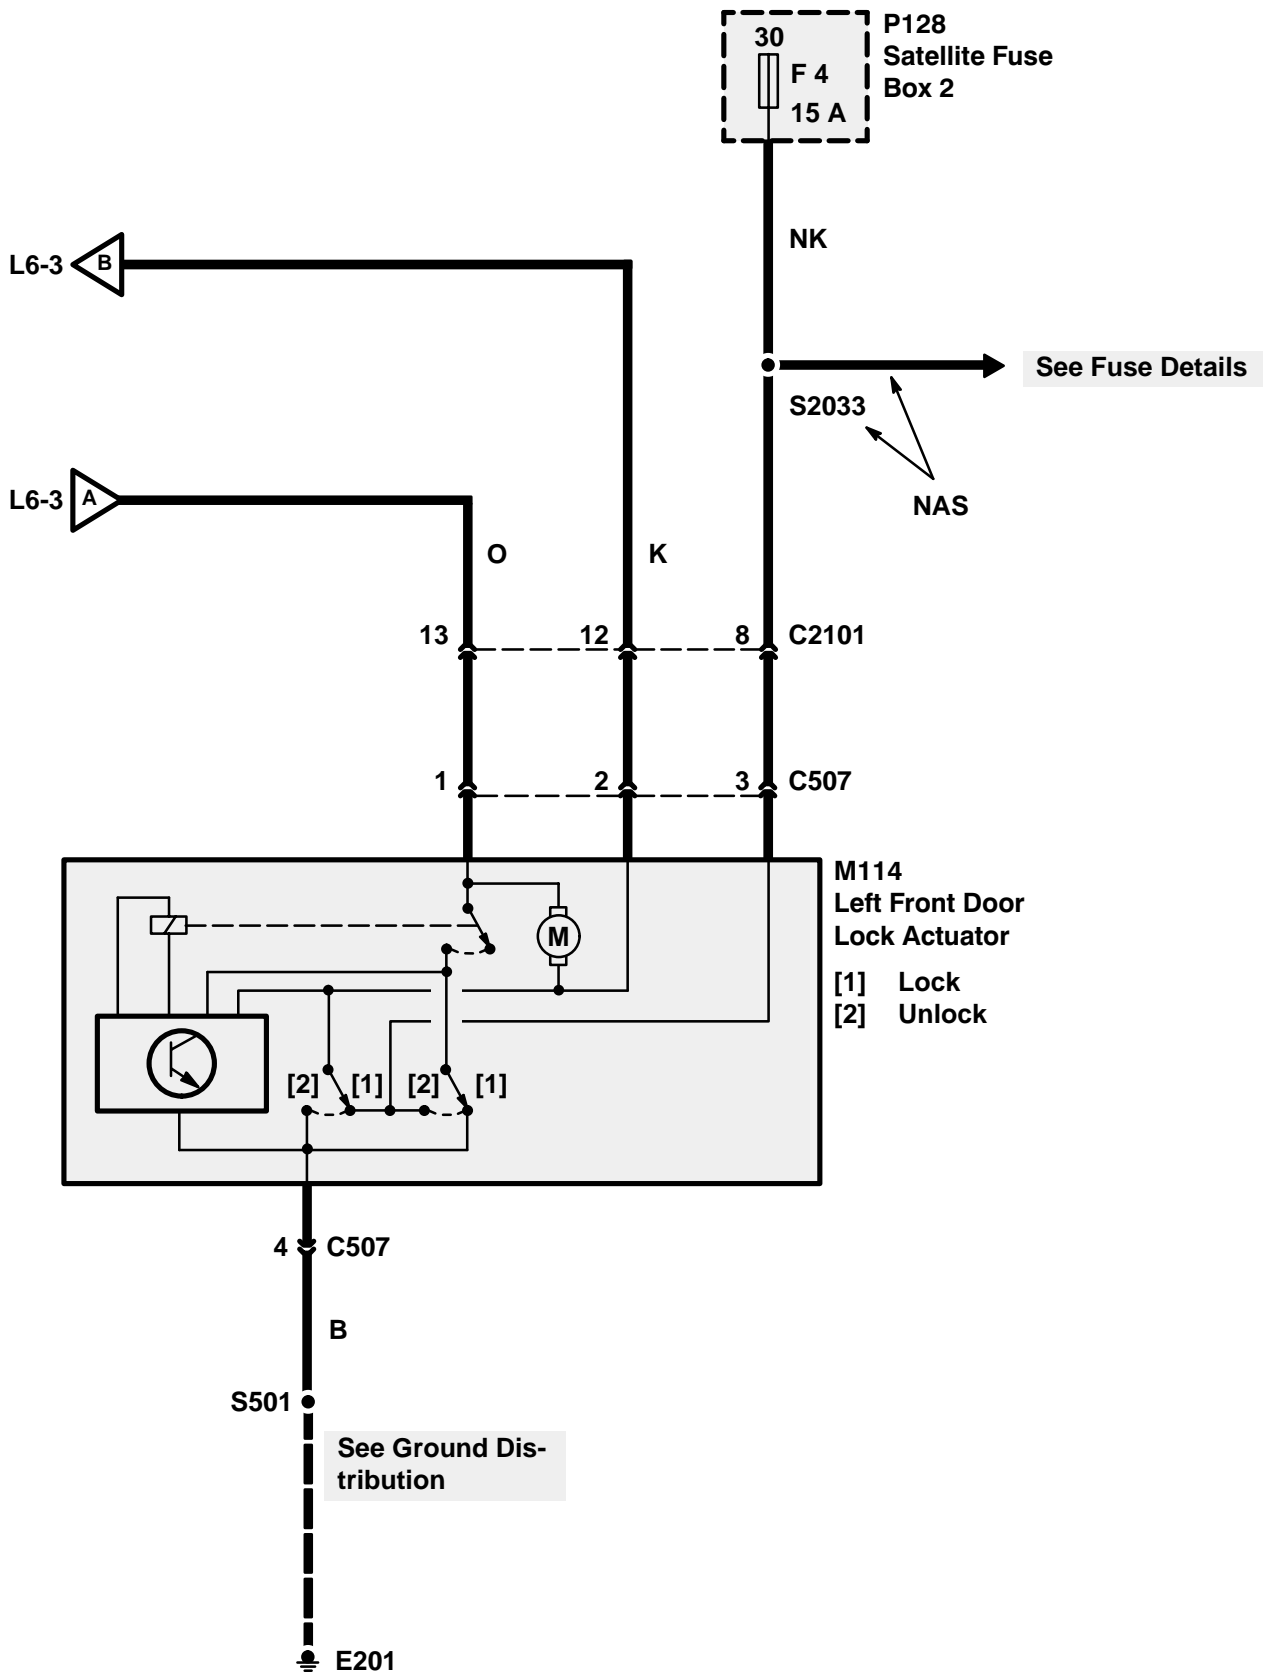 30
F 4
15 A
P128
Satellite Fuse
Box 2
NK
L6-3
B
See Fuse Details
S2033
NAS
L6-3
A
O
K
13
12
8
C2101
1
2
3
C507
M114
Left Front Door
Lock Actuator
[1] Lock
[2] Unlock
M
[2]
[1]
[2]
[1]
4
C507
B
S501
See Ground Dis-
tribution
E201